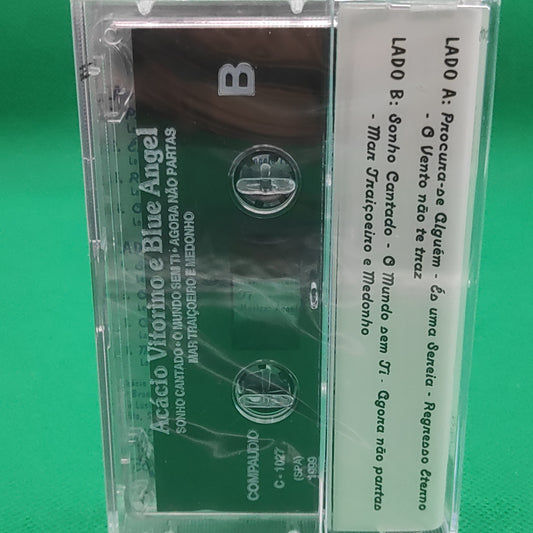 LADO A: Procura-se Alguém - És uma Sereia - Regresso Eterno
- O Vento não te traz
LADO B: Sonho Cantado - O Mundo sem Ti - Agora não partas
- Mar Traiçoeiro e Medonho
B
Acácio Vitorino e Blue Angel
SONHO CANTADO • O MUNDO SEM TI • AGORA NÃO PARTAS
MAR TRAIÇOEIRO E MEDONHO
COMPAUDIO
C - 1027
(SPA)
1999